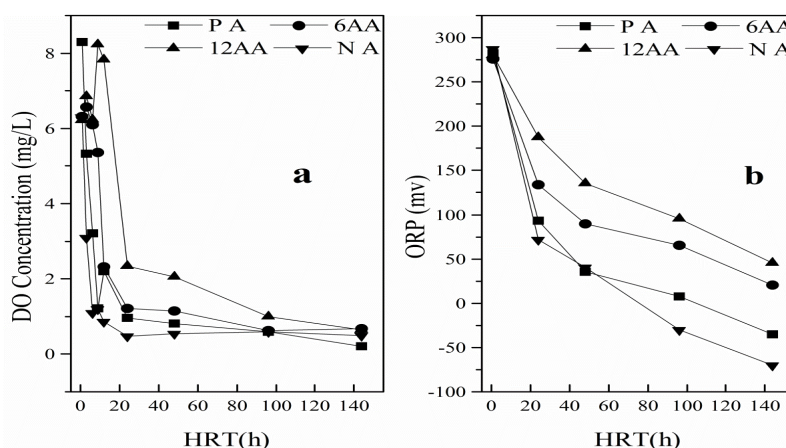 P A 6AA
12AA N A
a
DO Concentration (mg/L)
8
6
4
2
0
0 20 40 60 80 100 120 140
HRT(h)
P A 6AA
12AA N A
b
ORP (mv)
300
250
200
150
100
50
0
-50
-100
0 20 40 60 80 100 120 140
HRT(h)